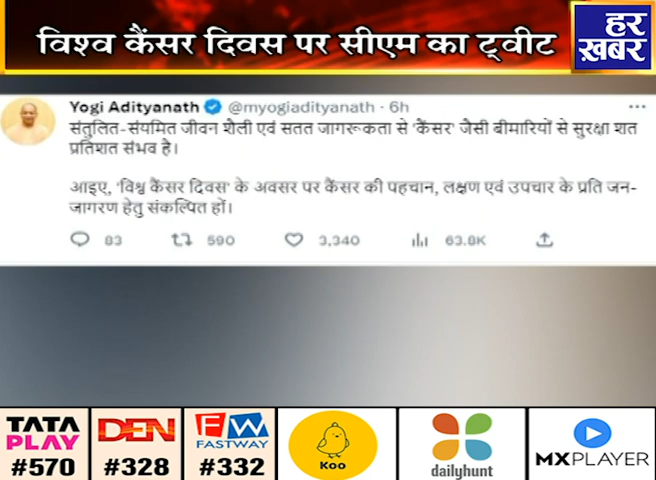 विश्व कैंसर दिवस पर सीएम का ट्वीट
हर
ख़बर
Yogi Adityanath @myogiadityanath · 6h
संतुलित-संयमित जीवन शैली एवं सतत जागरूकता से 'कैंसर' जैसी बीमारियों से सुरक्षा शत
प्रतिशत संभव है।
आइए, 'विश्व कैंसर दिवस' के अवसर पर कैंसर की पहचान, लक्षण एवं उपचार के प्रति जन-
जागरण हेतु संकल्पित हों।
83 590 3,340 63.8K
TATA
PLAY
#570
DEN
#328
FW
FASTWAY
#332
Koo
dailyhunt
MXPLAYER